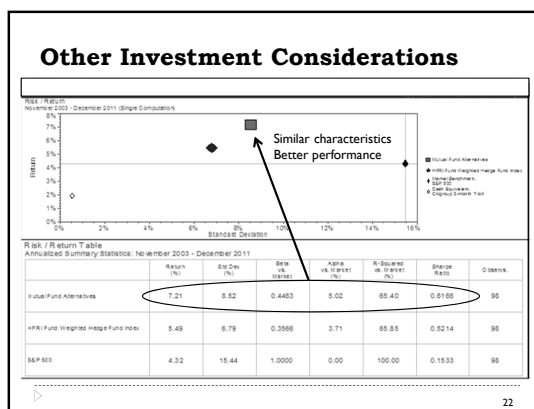 Other Investment Considerations
Risk / Return
November 2003 - December 2011 (Single Computation)
8%
7%
6%
5%
4%
3%
2%
1%
0%
Return
0% 2% 4% 6% 8% 10% 12% 14% 16%
Standard Deviation
Similar characteristics
Better performance
Mutual Fund Alternatives
HFRI Fund Weighted Hedge Fund Index
Market Benchmark:
S&P 500
Cash Equivalent:
Citigroup 3-month T-bill
Risk / Return Table
Annualized Summary Statistics: November 2003 - December 2011
Return (%) Std Dev (%) Beta vs. Market Alpha vs. Market (%) R-Squared vs. Market (%) Sharpe Ratio Observs.
Mutual Fund Alternatives 7.21 8.52 0.4463 5.02 65.40 0.6166 98
HFRI Fund Weighted Hedge Fund Index 5.49 6.79 0.3566 3.71 65.85 0.5214 98
S&P 500 4.32 15.44 1.0000 0.00 100.00 0.1533 98
22